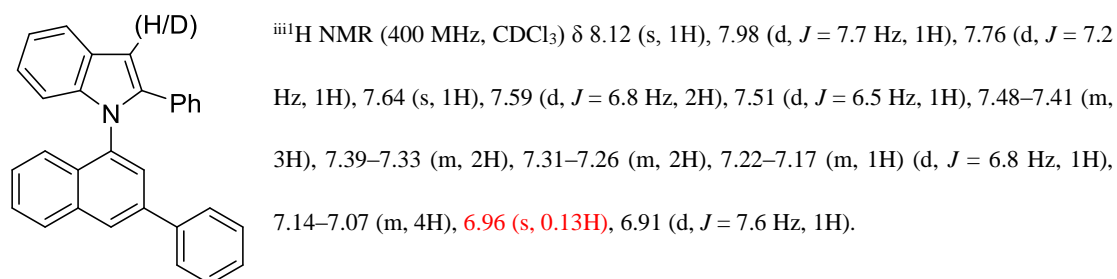 (H/D)
Ph
N
iii1H NMR (400 MHz, CDCl3) δ 8.12 (s, 1H), 7.98 (d, J = 7.7 Hz, 1H), 7.76 (d, J = 7.2
Hz, 1H), 7.64 (s, 1H), 7.59 (d, J = 6.8 Hz, 2H), 7.51 (d, J = 6.5 Hz, 1H), 7.48–7.41 (m,
3H), 7.39–7.33 (m, 2H), 7.31–7.26 (m, 2H), 7.22–7.17 (m, 1H) (d, J = 6.8 Hz, 1H),
7.14–7.07 (m, 4H), 6.96 (s, 0.13H), 6.91 (d, J = 7.6 Hz, 1H).